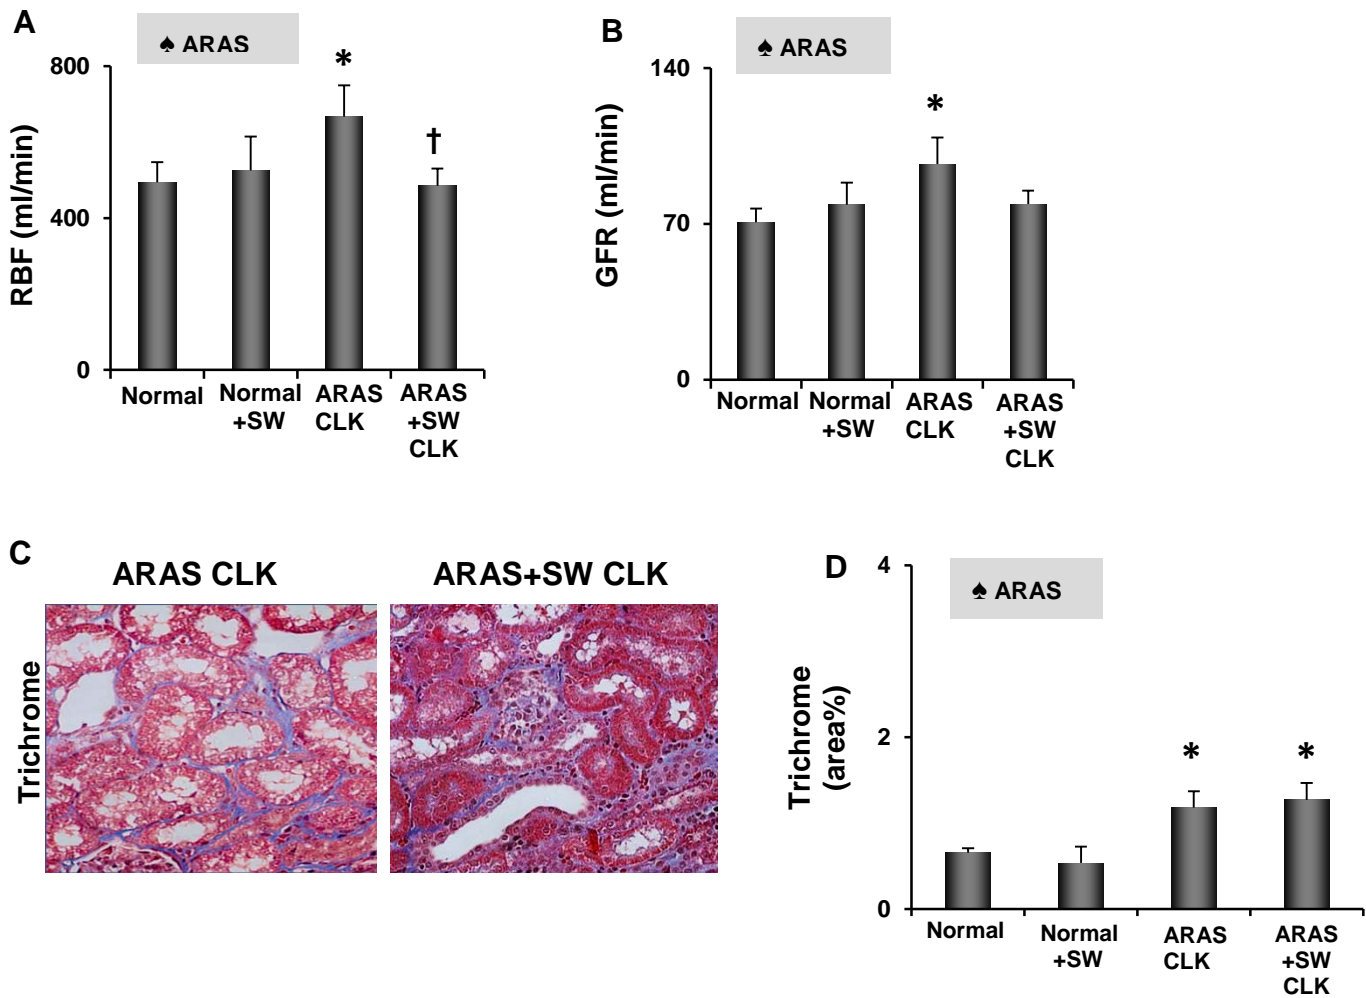 A
♠ ARAS
800
400
0
RBF (ml/min)
*
†
Normal
Normal
+SW
ARAS
CLK
ARAS
+SW
CLK
B
♠ ARAS
140
70
0
GFR (ml/min)
*
Normal
Normal
+SW
ARAS
CLK
ARAS
+SW
CLK
C
ARAS CLK
ARAS+SW CLK
Trichrome
D
♠ ARAS
4
2
0
Trichrome
(area%)
*
*
Normal
Normal
+SW
ARAS
CLK
ARAS
+SW
CLK